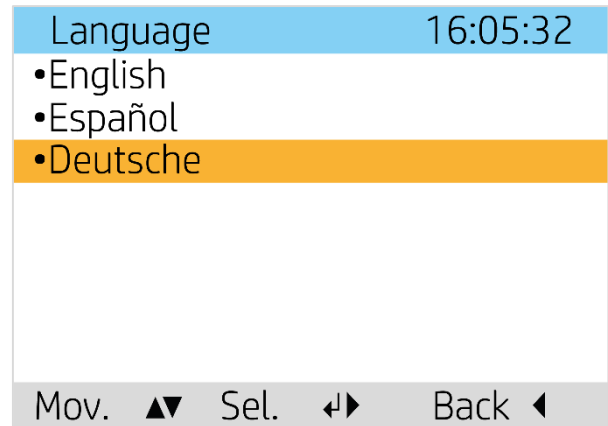 Language 16:05:32
•English
•Español
•Deutsche
Mov. ▲▼ Sel. ↵▶ Back ◀